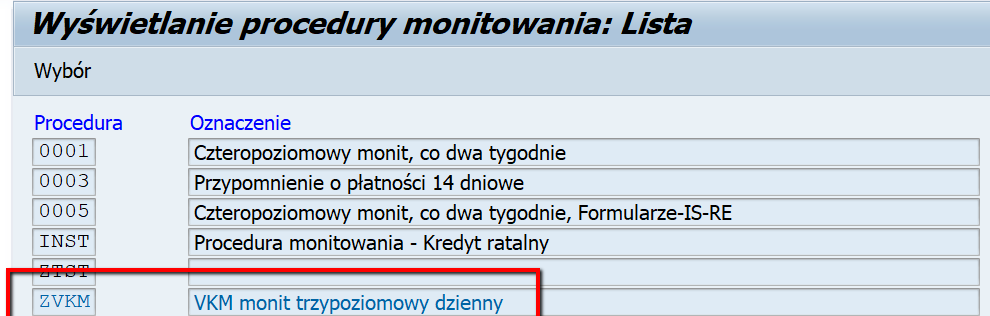 Wyświetlanie procedury monitowania: Lista
Wybór
Procedura Oznaczenie
0001 Czteropoziomowy monit, co dwa tygodnie
0003 Przypomnienie o płatności 14 dniowe
0005 Czteropoziomowy monit, co dwa tygodnie, Formularze-IS-RE
INST Procedura monitowania - Kredyt ratalny
ZTST
ZVKM VKM monit trzypoziomowy dzienny